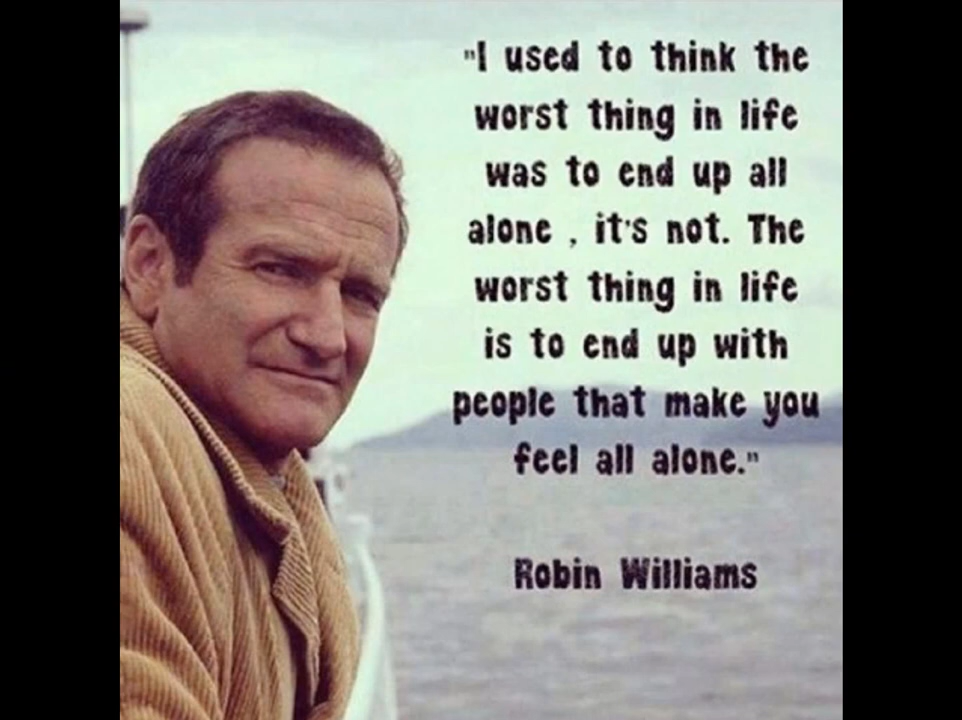 "I used to think the
worst thing in life
was to end up all
alone , it's not. The
worst thing in life
is to end up with
people that make you
feel all alone."
Robin Williams